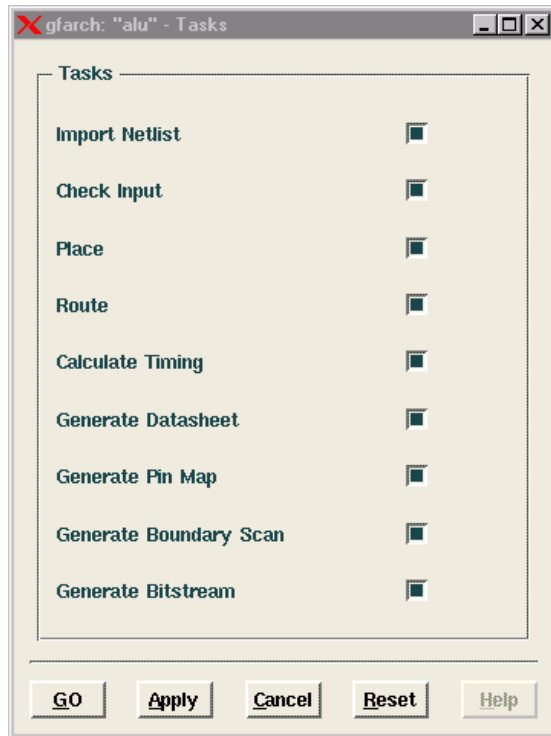 gfarch: "alu" - Tasks
Tasks
Import Netlist
Check Input
Place
Route
Calculate Timing
Generate Datasheet
Generate Pin Map
Generate Boundary Scan
Generate Bitstream
GO Apply Cancel Reset Help